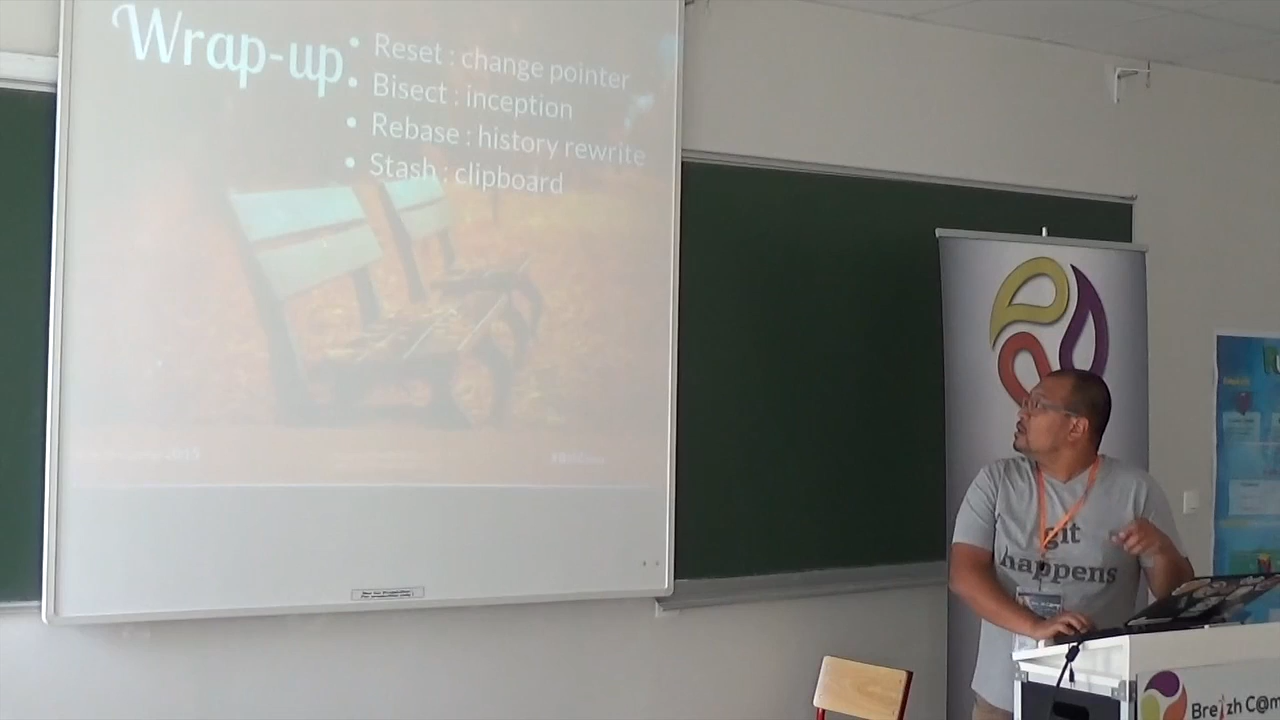 Wrap-up
• Reset : change pointer
• Bisect : inception
• Rebase : history rewrite
• Stash : clipboard
git
happens
Breizh C@m